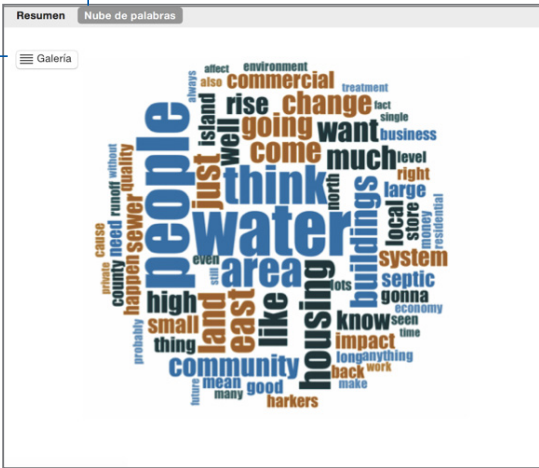 Resumen Nube de palabras
Galería
affect environment
always also commercial treatment
island rise change fact
single
well going want business
come much level
right
without quality just think north large
runoff people water buildings local store money residential
need sewer system
cause happen even still area septic
private county high lots gonna
economy
small land east like housing know seen
time
probably thing impact
community long anything
back work
future mean good make
many harkers